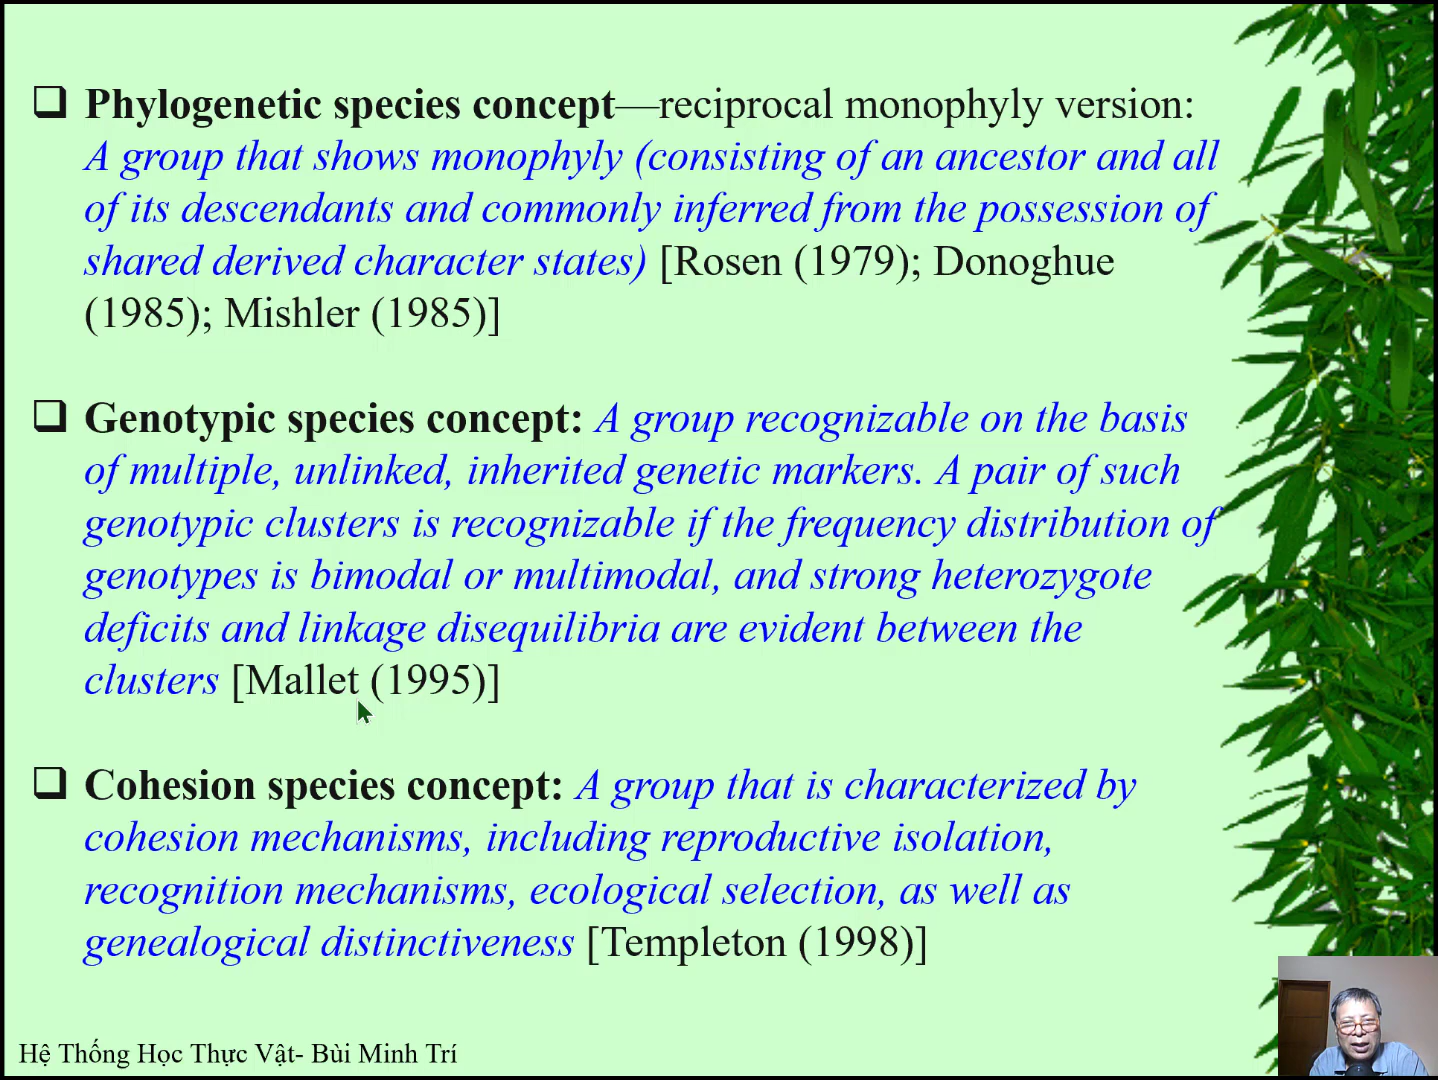 ❑ Phylogenetic species concept—reciprocal monophyly version:
A group that shows monophyly (consisting of an ancestor and all
of its descendants and commonly inferred from the possession of
shared derived character states) [Rosen (1979); Donoghue
(1985); Mishler (1985)]
❑ Genotypic species concept: A group recognizable on the basis
of multiple, unlinked, inherited genetic markers. A pair of such
genotypic clusters is recognizable if the frequency distribution of
genotypes is bimodal or multimodal, and strong heterozygote
deficits and linkage disequilibria are evident between the
clusters [Mallet (1995)]
❑ Cohesion species concept: A group that is characterized by
cohesion mechanisms, including reproductive isolation,
recognition mechanisms, ecological selection, as well as
genealogical distinctiveness [Templeton (1998)]
Hệ Thống Học Thực Vật- Bùi Minh Trí